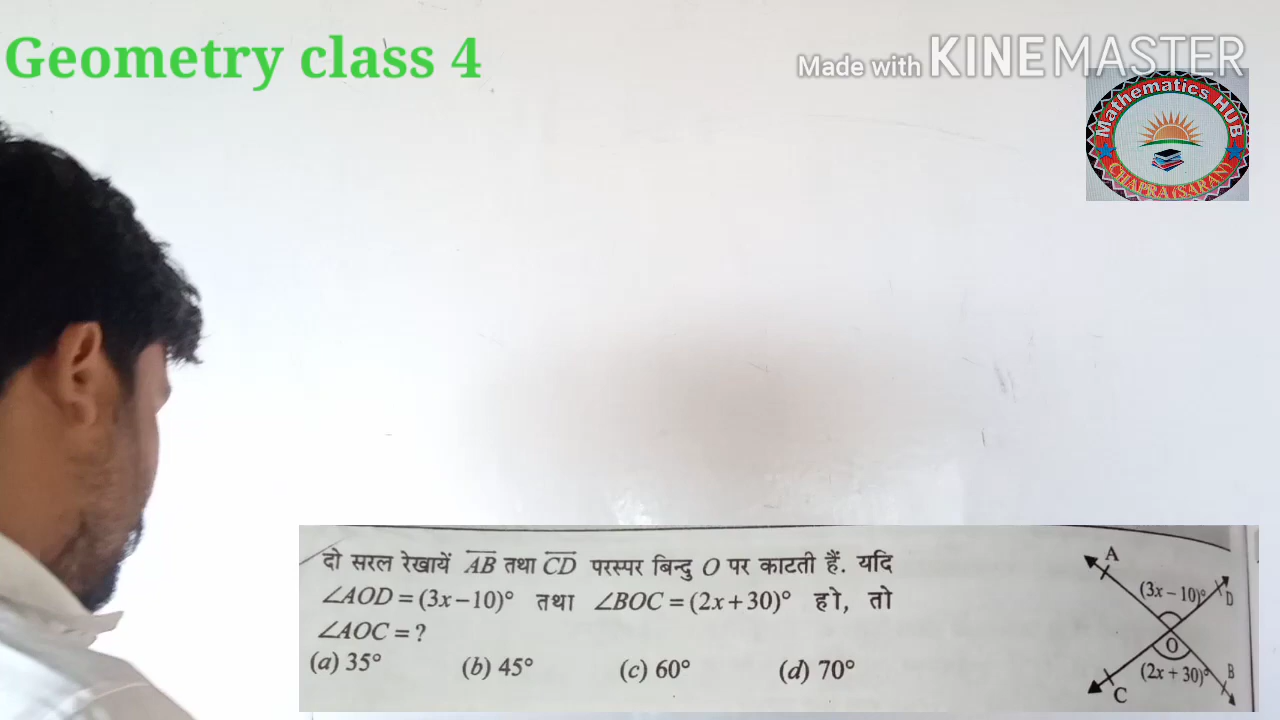 Geometry class 4
Made with KINEMASTER
Mathematics HUB
CHAPRA (SARAN)
दो सरल रेखायें AB तथा CD परस्पर बिन्दु O पर काटती हैं. यदि
∠AOD = (3x–10)° तथा ∠BOC = (2x+30)° हो, तो
∠AOC = ?
(a) 35° (b) 45° (c) 60° (d) 70°
A
(3x – 10)°
D
O
(2x + 30)°
B
C